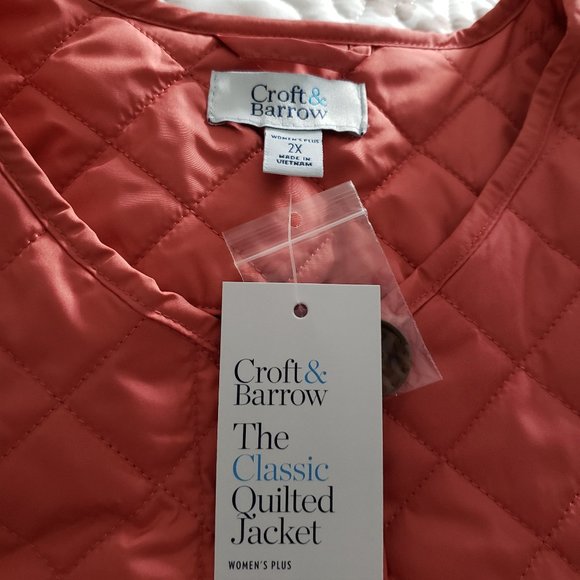 Croft&
Barrow
WOMEN'S PLUS
2X
MADE IN
VIETNAM
Croft&
Barrow
The
Classic
Quilted
Jacket
WOMEN'S PLUS